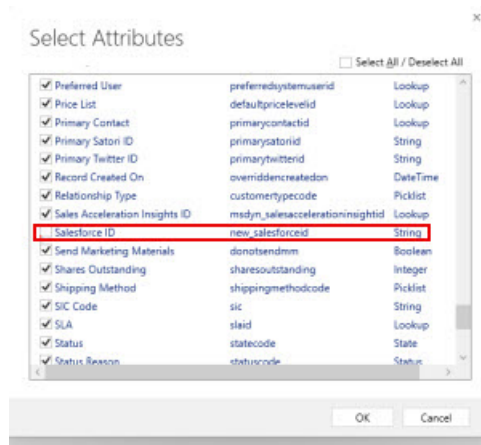 ×
Select Attributes
Select All / Deselect All
Preferred User preferredsystemuserid Lookup
Price List defaultpricelevelid Lookup
Primary Contact primarycontactid Lookup
Primary Satori ID primarysatoriid String
Primary Twitter ID primarytwitterid String
Record Created On overriddencreatedon DateTime
Relationship Type customertypecode Picklist
Sales Acceleration Insights ID msdyn_salesaccelerationinsightid Lookup
Salesforce ID new_salesforceid String
Send Marketing Materials donotsendmm Boolean
Shares Outstanding sharesoutstanding Integer
Shipping Method shippingmethodcode Picklist
SIC Code sic String
SLA slaid Lookup
Status statecode State
Status Reason statuscode Status
OK Cancel